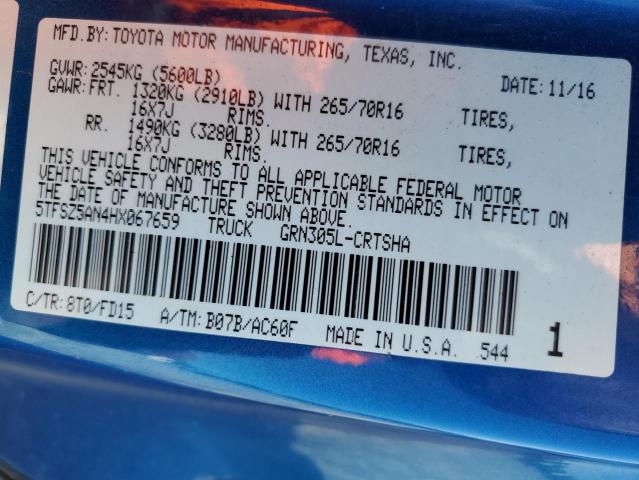 MFD.BY: TOYOTA MOTOR MANUFACTURING, TEXAS, INC.
GVWR: 2545KG (5600LB) DATE: 11/16
GAWR: FRT. 1320KG (2910LB) WITH 265/70R16 TIRES,
16X7J RIMS.
RR. 1490KG (3280LB) WITH 265/70R16 TIRES,
16X7J RIMS.
THIS VEHICLE CONFORMS TO ALL APPLICABLE FEDERAL MOTOR
VEHICLE SAFETY AND THEFT PREVENTION STANDARDS IN EFFECT ON
THE DATE OF MANUFACTURE SHOWN ABOVE.
5TFSZ5AN4HX067659 TRUCK GRN305L-CRTSHA
C/TR: 8T0/FD15 A/TM: B07B/AC60F MADE IN U.S.A. 544 1